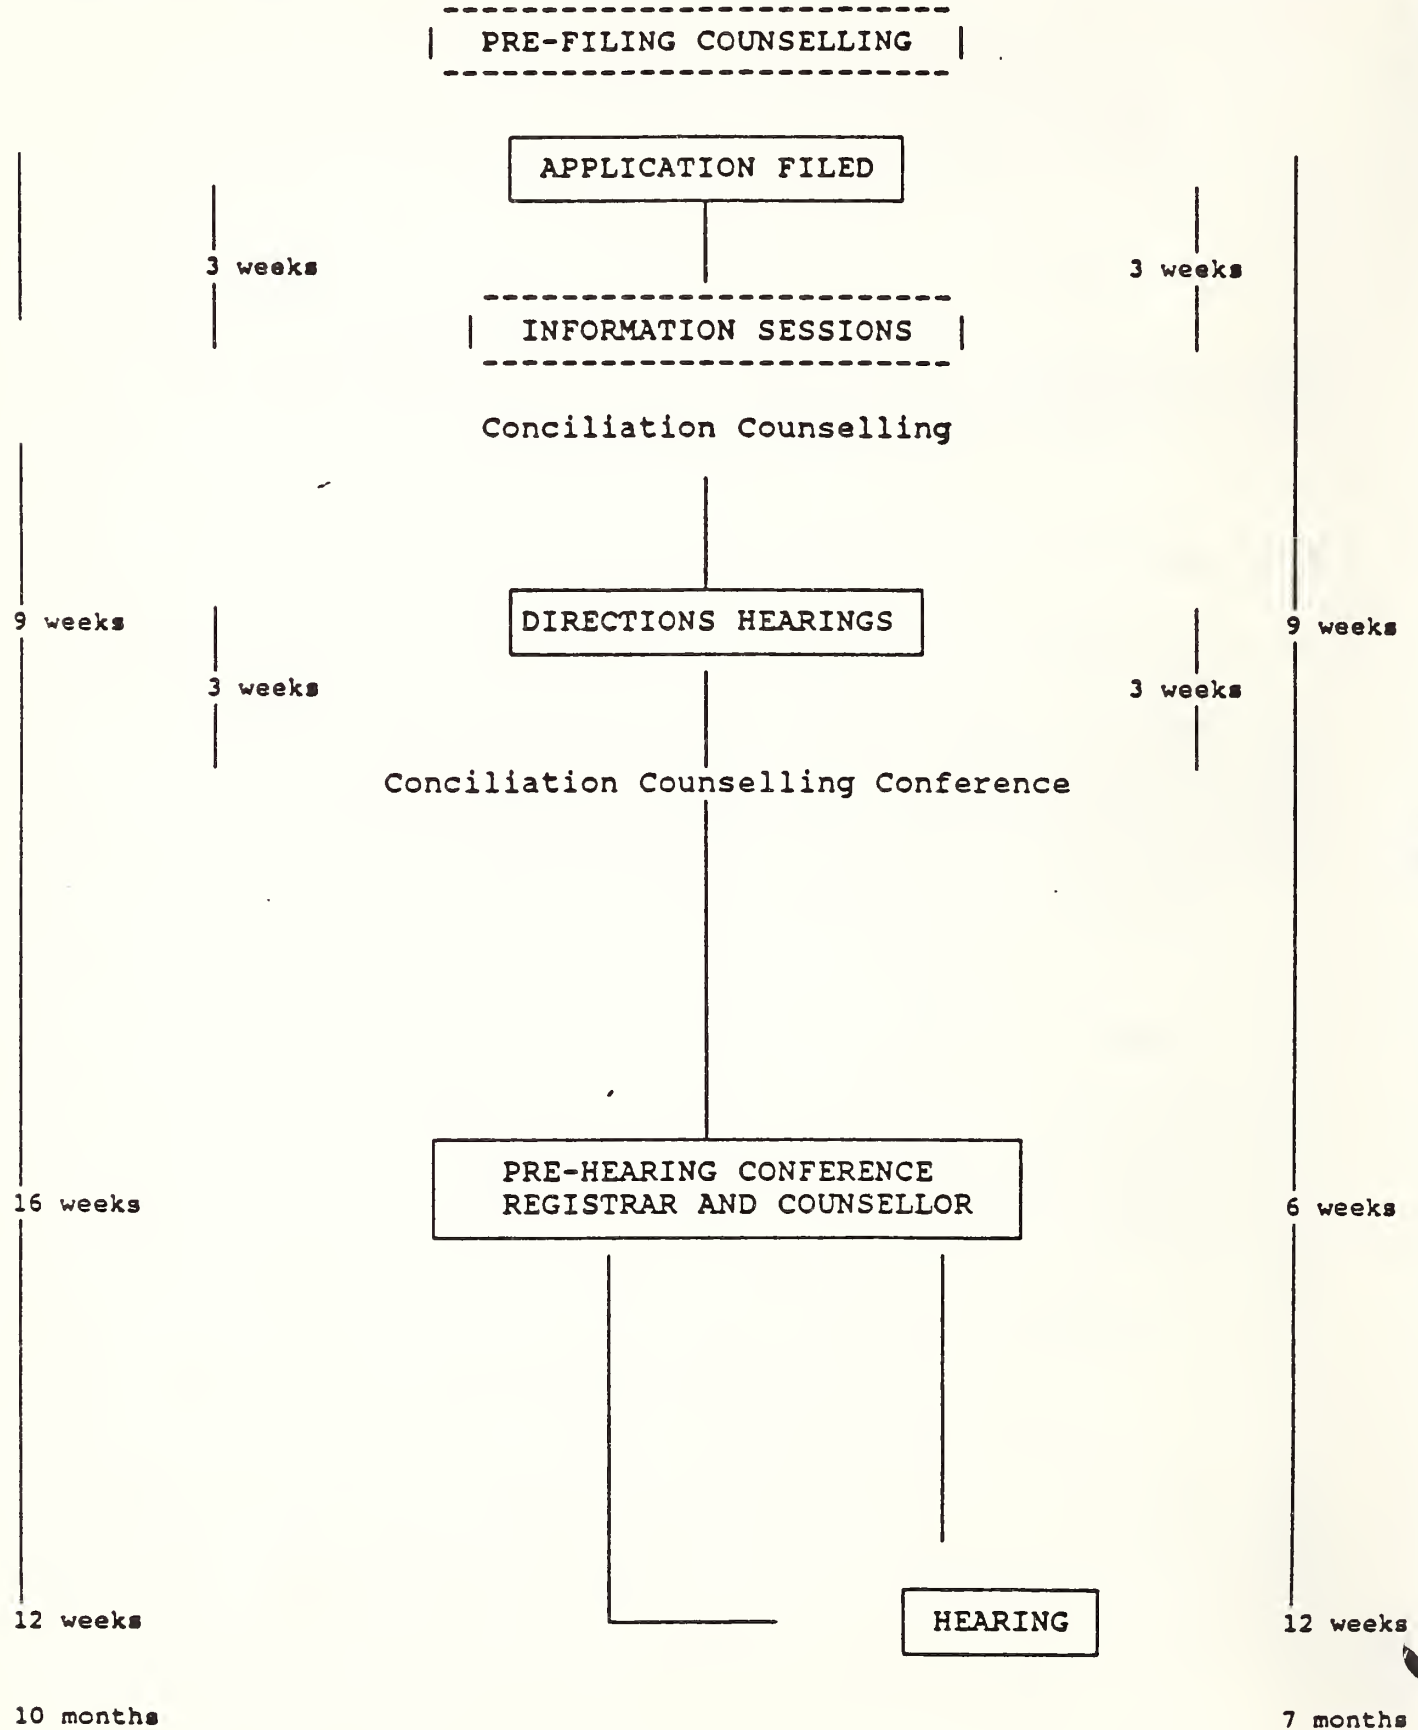 PRE-FILING COUNSELLING
APPLICATION FILED
3 weeks
3 weeks
INFORMATION SESSIONS
Conciliation Counselling
9 weeks
DIRECTIONS HEARINGS
9 weeks
3 weeks
3 weeks
Conciliation Counselling Conference
PRE-HEARING CONFERENCE
REGISTRAR AND COUNSELLOR
16 weeks
6 weeks
12 weeks
HEARING
12 weeks
10 months
7 months